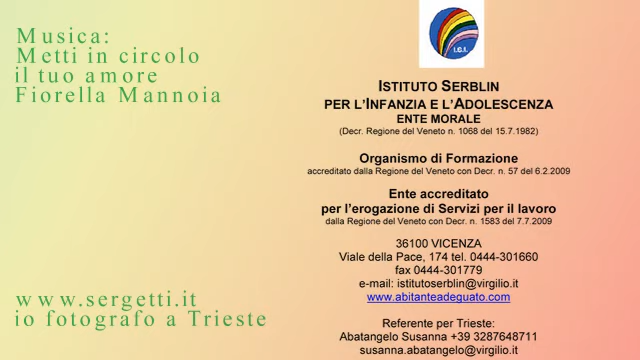 Musica:
Metti in circolo
il tuo amore
Fiorella Mannoia
www.sergetti.it
io fotografo a Trieste
I.C.I.
ISTITUTO SERBLIN
PER L'INFANZIA E L'ADOLESCENZA
ENTE MORALE
(Decr. Regione del Veneto n. 1068 del 15.7.1982)
Organismo di Formazione
accreditato dalla Regione del Veneto con Decr. n. 57 del 6.2.2009
Ente accreditato
per l'erogazione di Servizi per il lavoro
dalla Regione del Veneto con Decr. n. 1583 del 7.7.2009
36100 VICENZA
Viale della Pace, 174 tel. 0444-301660
fax 0444-301779
e-mail: istitutoserblin@virgilio.it
www.abitanteadeguato.com
Referente per Trieste:
Abatangelo Susanna +39 3287648711
susanna.abatangelo@virgilio.it